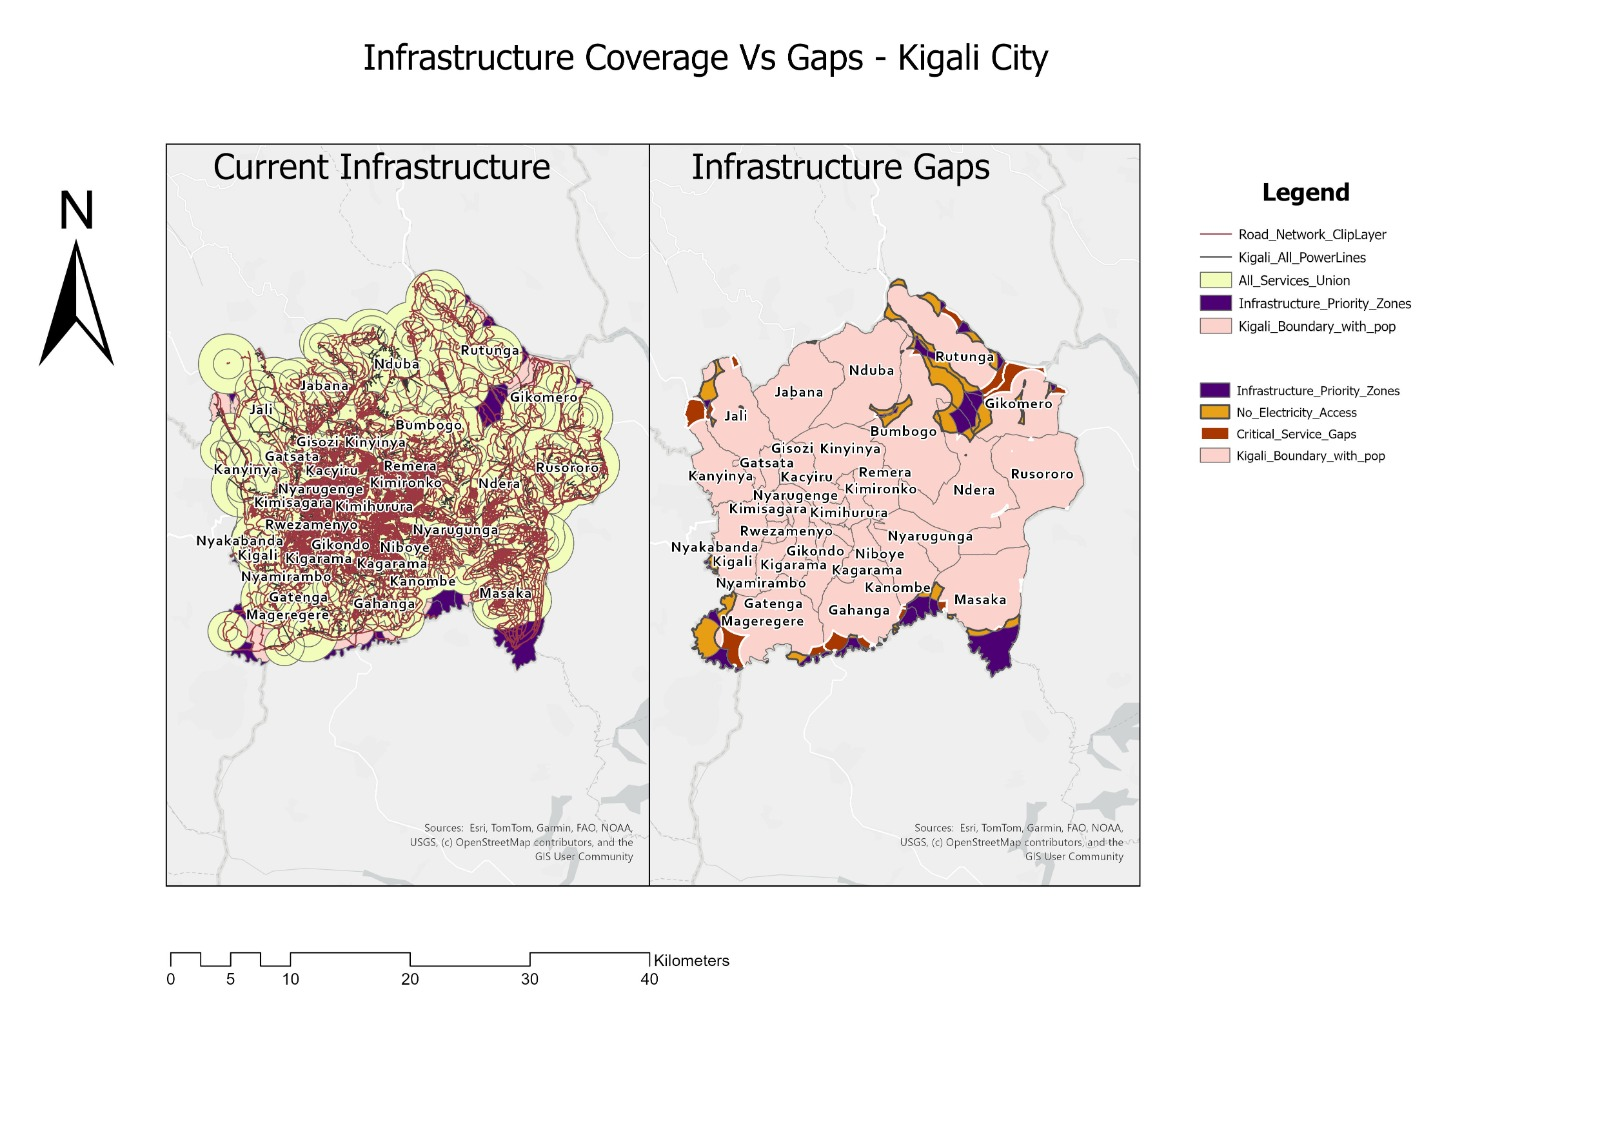 Infrastructure Coverage Vs Gaps - Kigali City
N
Current Infrastructure
Rutunga
Nduba
Jabana
Gikomero
Jali
Bumbogo
Gisozi Kinyinya
Gatsata
Kanyinya
Kacyiru
Remera
Rusororo
Kimironko
Ndera
Nyarugenge
Kimisagara
Kimihurura
Rwezamenyo
Nyarugunga
Nyakabanda
Gikondo
Niboye
Kigali
Kigarama
Kagarama
Nyamirambo
Kanombe
Masaka
Gatenga
Gahanga
Mageregere
Sources: Esri, TomTom, Garmin, FAO, NOAA,
USGS, (c) OpenStreetMap contributors, and the
GIS User Community
Infrastructure Gaps
Rutunga
Nduba
Jabana
Gikomero
Jali
Bumbogo
Gisozi Kinyinya
Gatsata
Kanyinya
Kacyiru
Remera
Rusororo
Kimironko
Ndera
Nyarugenge
Kimisagara
Kimihurura
Rwezamenyo
Nyarugunga
Nyakabanda
Gikondo
Niboye
Kigali
Kigarama
Kagarama
Nyamirambo
Kanombe
Masaka
Gatenga
Gahanga
Mageregere
Sources: Esri, TomTom, Garmin, FAO, NOAA,
USGS, (c) OpenStreetMap contributors, and the
GIS User Community
Legend
Road_Network_ClipLayer
Kigali_All_PowerLines
All_Services_Union
Infrastructure_Priority_Zones
Kigali_Boundary_with_pop
Infrastructure_Priority_Zones
No_Electricity_Access
Critical_Service_Gaps
Kigali_Boundary_with_pop
Kilometers
0 5 10 20 30 40